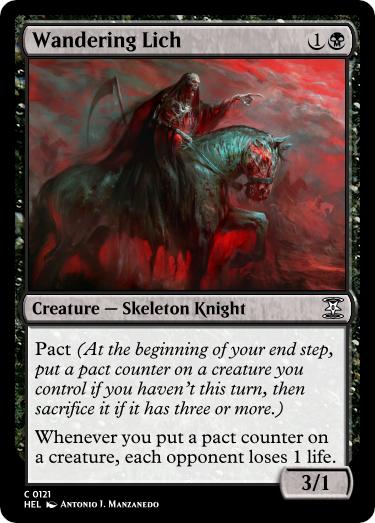 Wandering Lich 1
Creature — Skeleton Knight
Pact (At the beginning of your end step,
put a pact counter on a creature you
control if you haven't this turn, then
sacrifice it if it has three or more.)
Whenever you put a pact counter on
a creature, each opponent loses 1 life.
3/1
C 0121
HEL Antonio J. Manzanedo